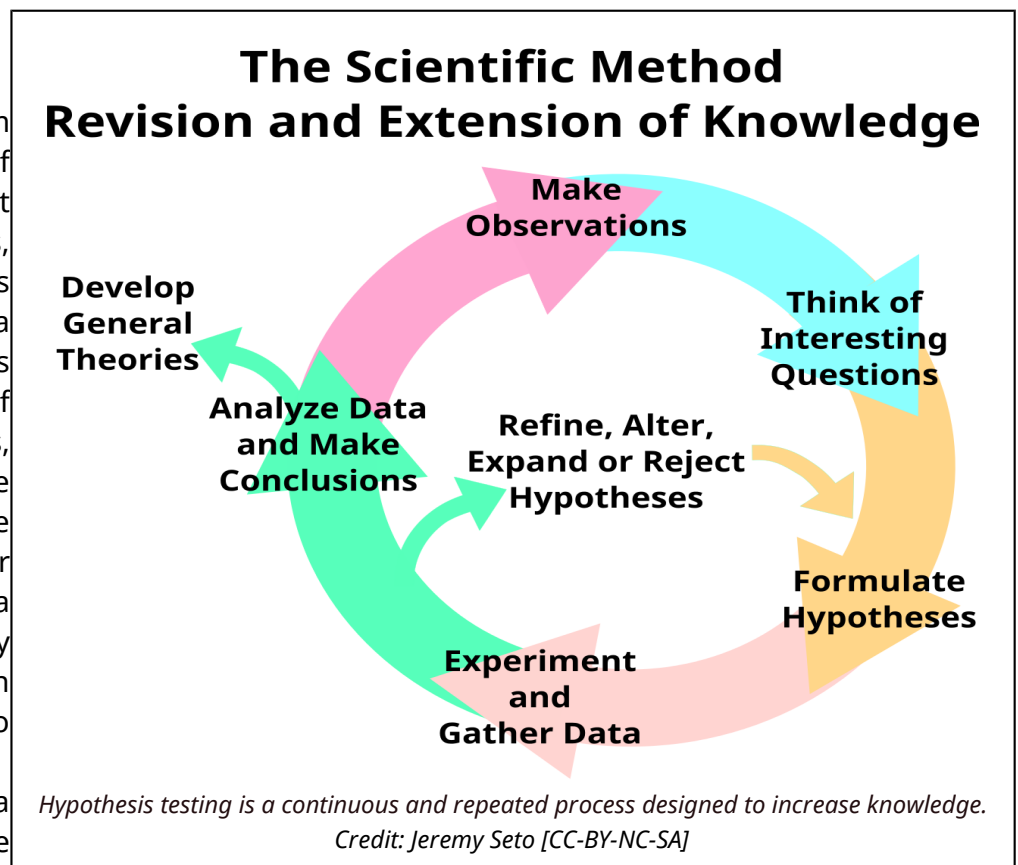 The Scientific Method
Revision and Extension of Knowledge
Make
Observations
Think of
Interesting
Questions
Formulate
Hypotheses
Experiment
and
Gather Data
Analyze Data
and Make
Conclusions
Develop
General
Theories
Refine, Alter,
Expand or Reject
Hypotheses
Hypothesis testing is a continuous and repeated process designed to increase knowledge.
Credit: Jeremy Seto [CC-BY-NC-SA]